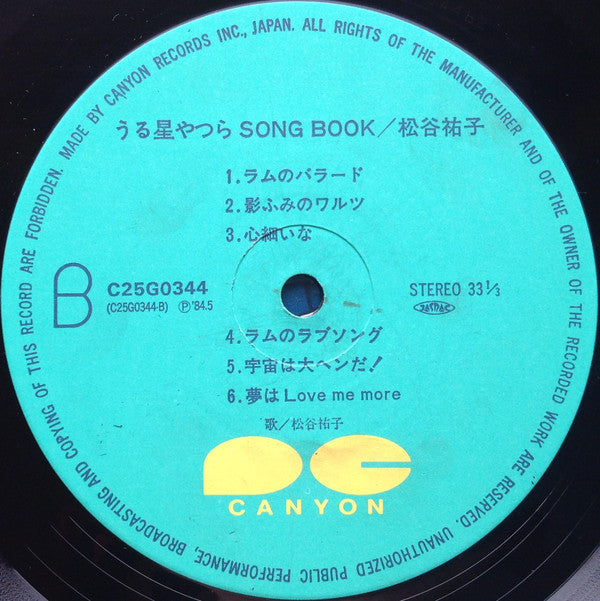 MADE BY CANYON RECORDS INC., JAPAN. ALL RIGHTS OF THE MANUFACTURER AND OF THE OWNER OF THE RECORDED WORK ARE RESERVED. UNAUTHORIZED PUBLIC PERFORMANCE, BROADCASTING AND COPYING OF THIS RECORD ARE FORBIDDEN.
うる星やつら SONG BOOK／松谷祐子
1.ラムのバラード
2.影ふみのワルツ
3.心細いな
B
C25G0344
(C25G0344-B) Ⓟ'84.5
STEREO 33⅓
JASRAC
4.ラムのラブソング
5.宇宙は大ヘンだ！
6.夢はLove me more
歌／松谷祐子
CANYON